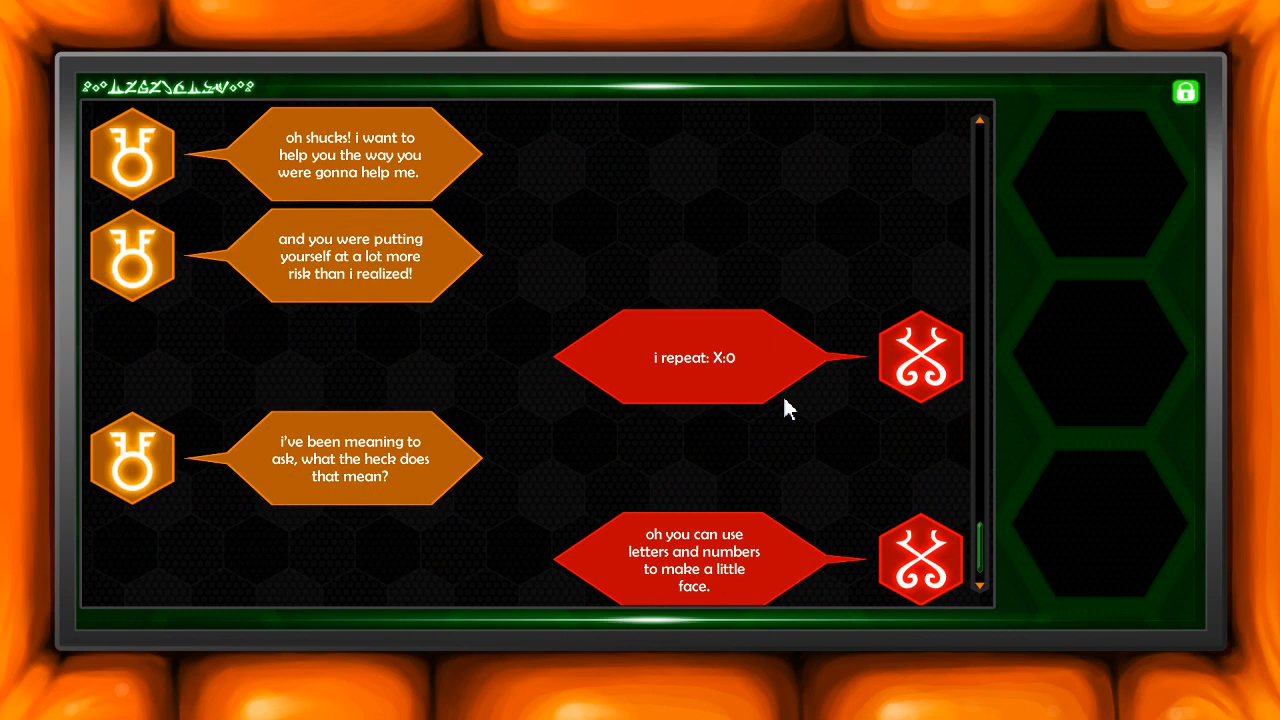 oh shucks! i want to
help you the way you
were gonna help me.
and you were putting
yourself at a lot more
risk than i realized!
i repeat: X:0
i've been meaning to
ask, what the heck does
that mean?
oh you can use
letters and numbers
to make a little
face.